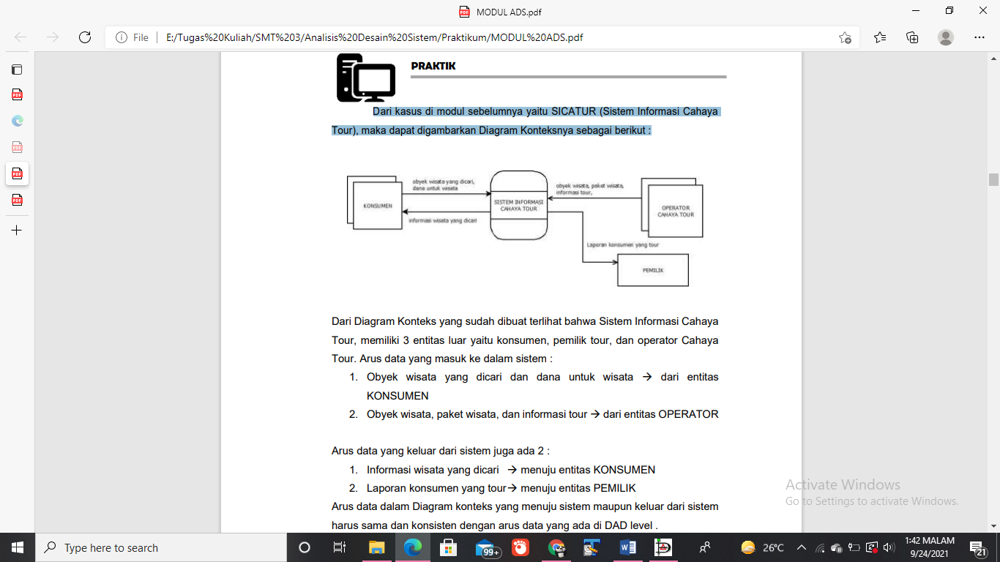 MODUL ADS.pdf
File
E:/Tugas%20Kuliah/SMT%203/Analisis%20Desain%20Sistem/Praktikum/MODUL%20ADS.pdf
PRAKTIK
Dari kasus di modul sebelumnya yaitu SICATUR (Sistem Informasi Cahaya
Tour), maka dapat digambarkan Diagram Konteksnya sebagai berikut :
obyek wisata yang dicari,
dana untuk wisata
KONSUMEN
informasi wisata yang dicari
SISTEM INFORMASI
CAHAYA TOUR
obyek wisata, paket wisata,
informasi tour,
OPERATOR
CAHAYA TOUR
Laporan konsumen yang tour
PEMILIK
Dari Diagram Konteks yang sudah dibuat terlihat bahwa Sistem Informasi Cahaya
Tour, memiliki 3 entitas luar yaitu konsumen, pemilik tour, dan operator Cahaya
Tour. Arus data yang masuk ke dalam sistem :
1. Obyek wisata yang dicari dan dana untuk wisata → dari entitas
KONSUMEN
2. Obyek wisata, paket wisata, dan informasi tour → dari entitas OPERATOR
Arus data yang keluar dari sistem juga ada 2 :
1. Informasi wisata yang dicari → menuju entitas KONSUMEN
2. Laporan konsumen yang tour→ menuju entitas PEMILIK
Arus data dalam Diagram konteks yang menuju sistem maupun keluar dari sistem
harus sama dan konsisten dengan arus data yang ada di DAD level .
Activate Windows
Go to Settings to activate Windows.
Type here to search
99+
26°C
1:42 MALAM
9/24/2021
21